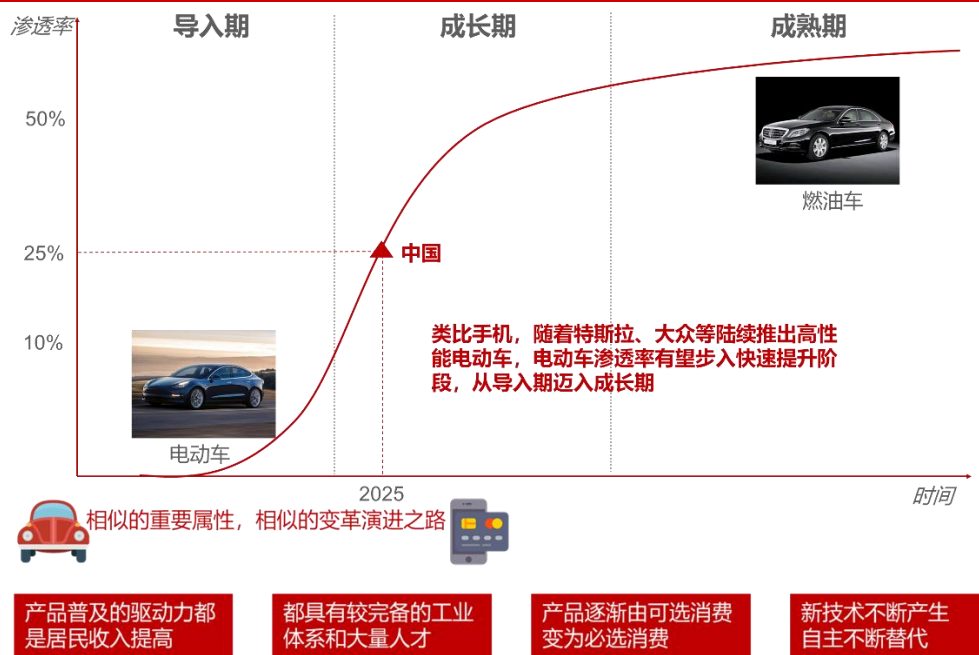 渗透率
导入期
成长期
成熟期
50%
燃油车
25%
中国
10%
类比手机，随着特斯拉、大众等陆续推出高性
能电动车，电动车渗透率有望步入快速提升阶
段，从导入期迈入成长期
电动车
2025
时间
相似的重要属性，相似的变革演进之路
产品普及的驱动力都
是居民收入提高
都具有较完备的工业
体系和大量人才
产品逐渐由可选消费
变为必选消费
新技术不断产生
自主不断替代